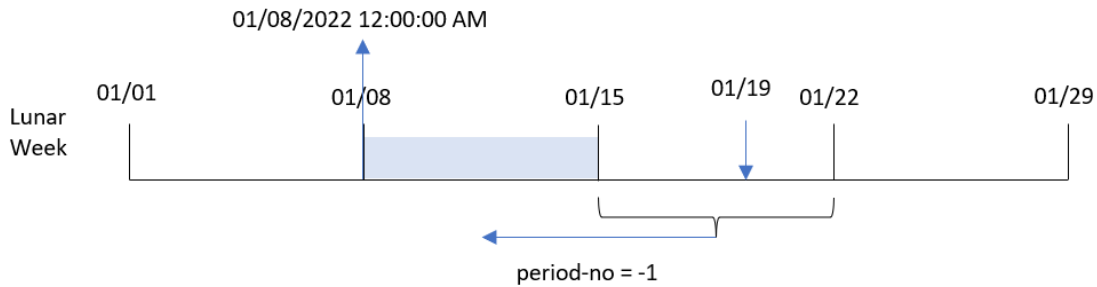 01/08/2022 12:00:00 AM
01/01
01/08
01/15
01/19
01/22
01/29
Lunar
Week
period-no = -1